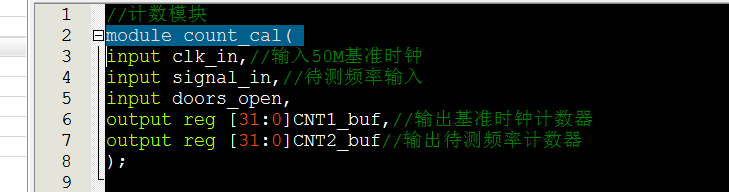 1 //计数模块
2 module count_cal(
3 input clk_in,//输入50M基准时钟
4 input signal_in,//待测频率输入
5 input doors_open,
6 output reg [31:0]CNT1_buf,//输出基准时钟计数器
7 output reg [31:0]CNT2_buf//输出待测频率计数器
8 );
9